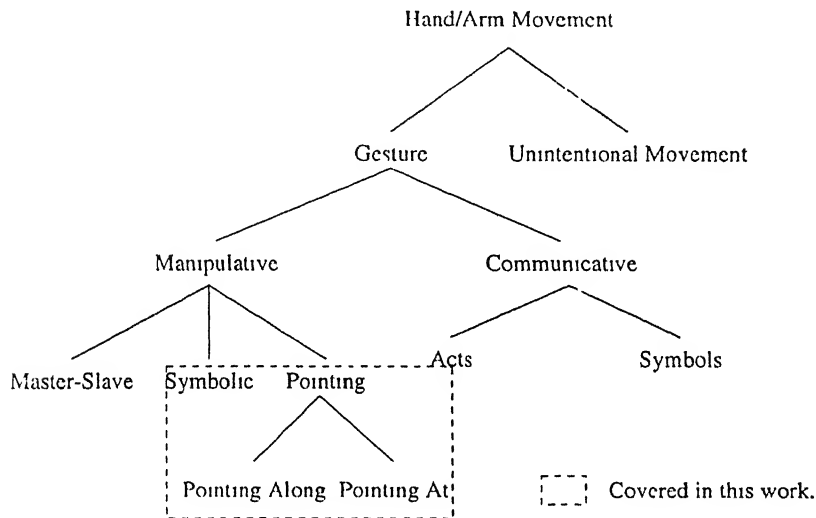 Hand/Arm Movement
Gesture
Unintentional Movement
Manipulative
Communicative
Acts
Symbols
Master-Slave
Symbolic
Pointing
Pointing Along
Pointing At
Covered in this work.